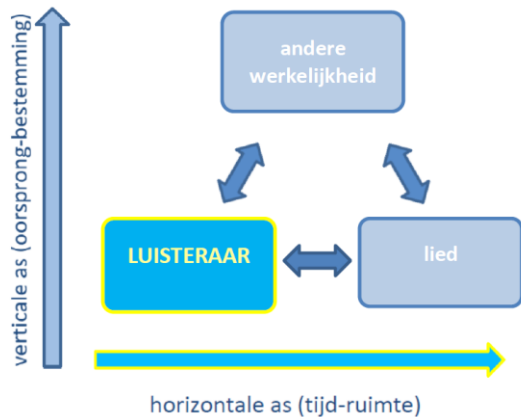 andere
werkelijkheid
LUISTERAAR
lied
verticale as (oorsprong-bestemming)
horizontale as (tijd-ruimte)